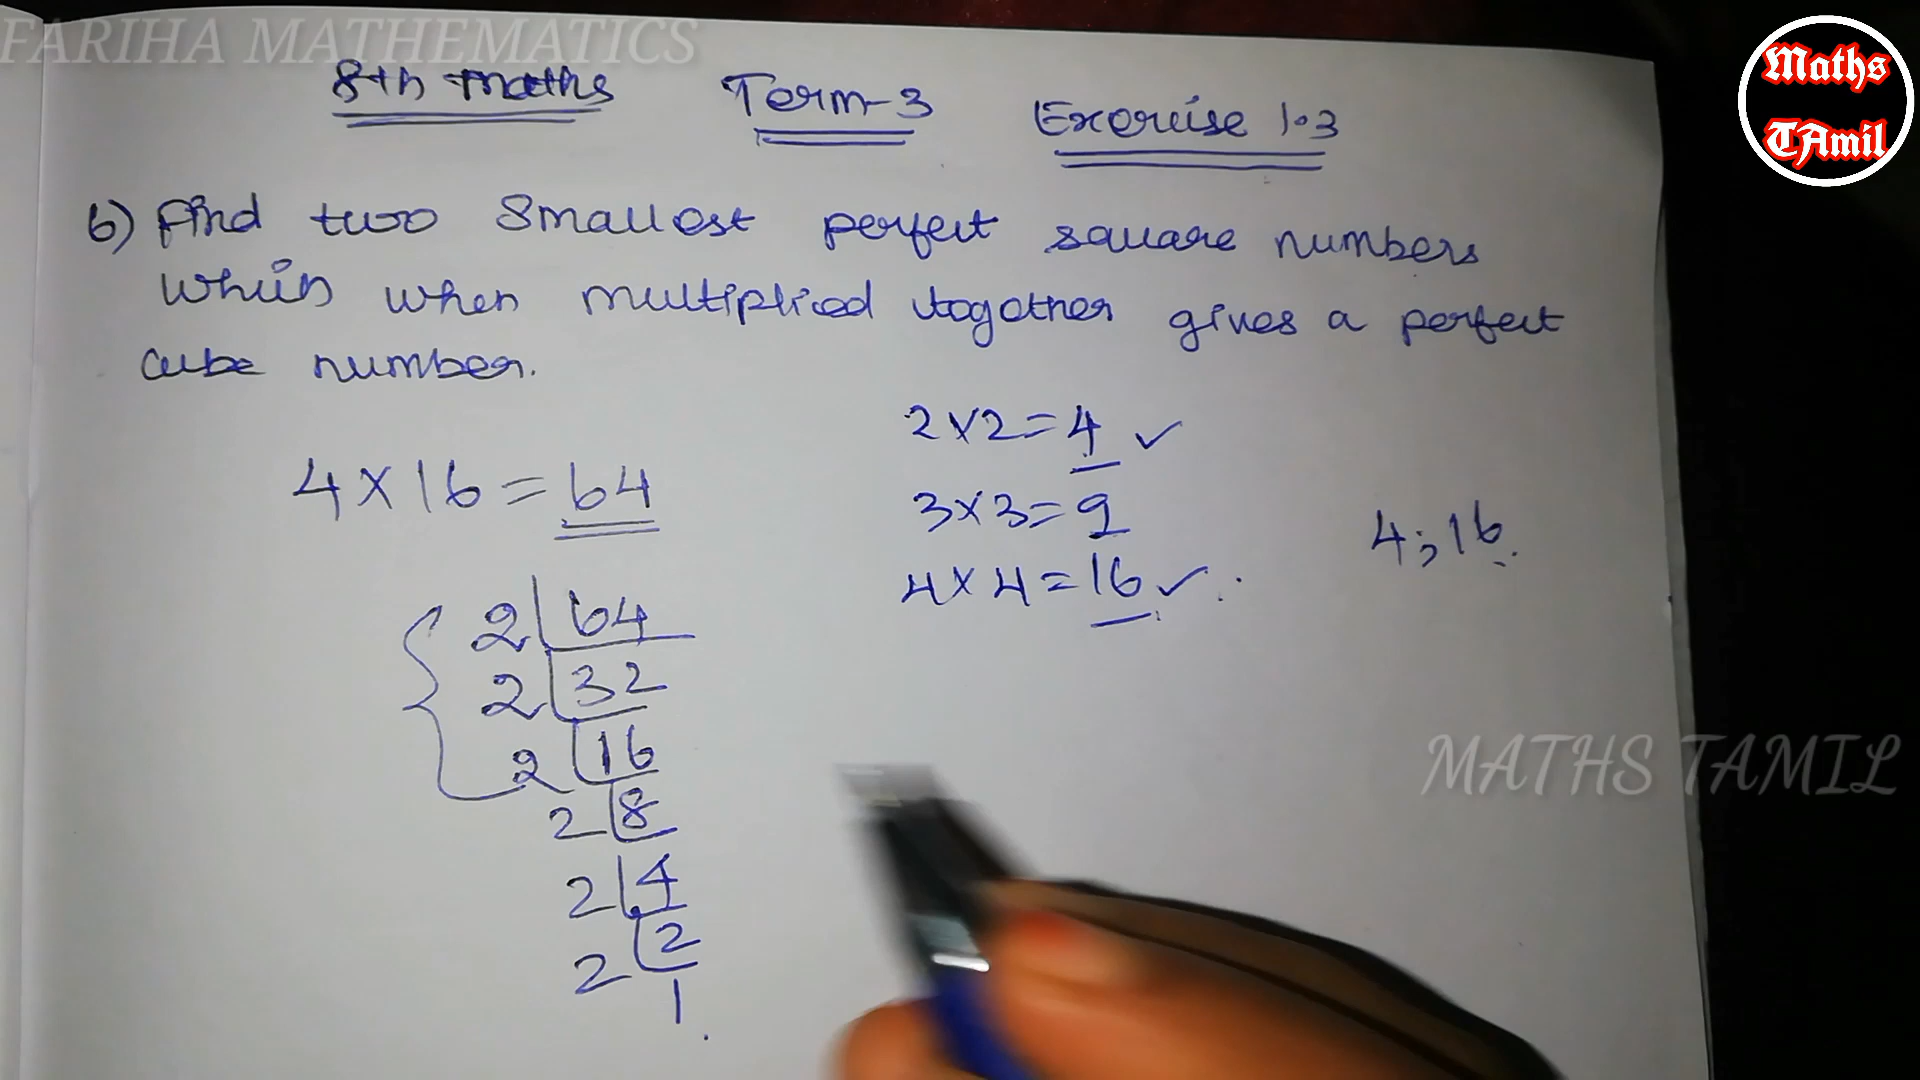 FARIHA MATHEMATICS
Maths
TAmil
8th maths Term-3 Exercise 1.3
6) Find two smallest perfect square numbers
which when multiplied together gives a perfect
cube number.
4 × 16 = 64
2 × 2 = 4 ✓
3 × 3 = 9
4 × 4 = 16 ✓
4, 16.
2 | 64
2 | 32
2 | 16
2 | 8
2 | 4
2 | 2
1
MATHS TAMIL